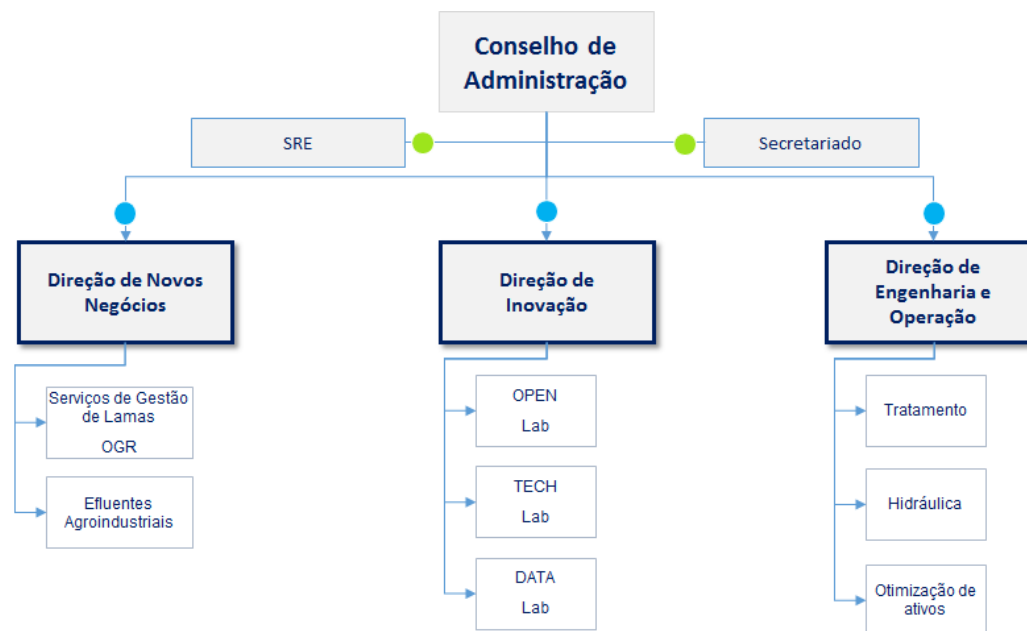 Conselho de
Administração
SRE
Secretariado
Direção de Novos
Negócios
Direção de
Inovação
Direção de
Engenharia e
Operação
Serviços de Gestão
de Lamas
OGR
Efluentes
Agroindustriais
OPEN
Lab
TECH
Lab
DATA
Lab
Tratamento
Hidráulica
Otimização de
ativos